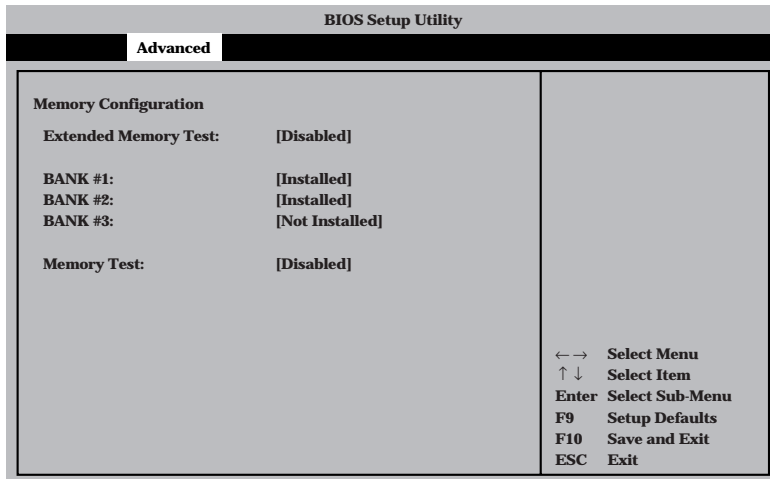 BIOS Setup Utility
Advanced
Memory Configuration
Extended Memory Test: [Disabled]
BANK #1: [Installed]
BANK #2: [Installed]
BANK #3: [Not Installed]
Memory Test: [Disabled]
←→ Select Menu
↑↓ Select Item
Enter Select Sub-Menu
F9 Setup Defaults
F10 Save and Exit
ESC Exit